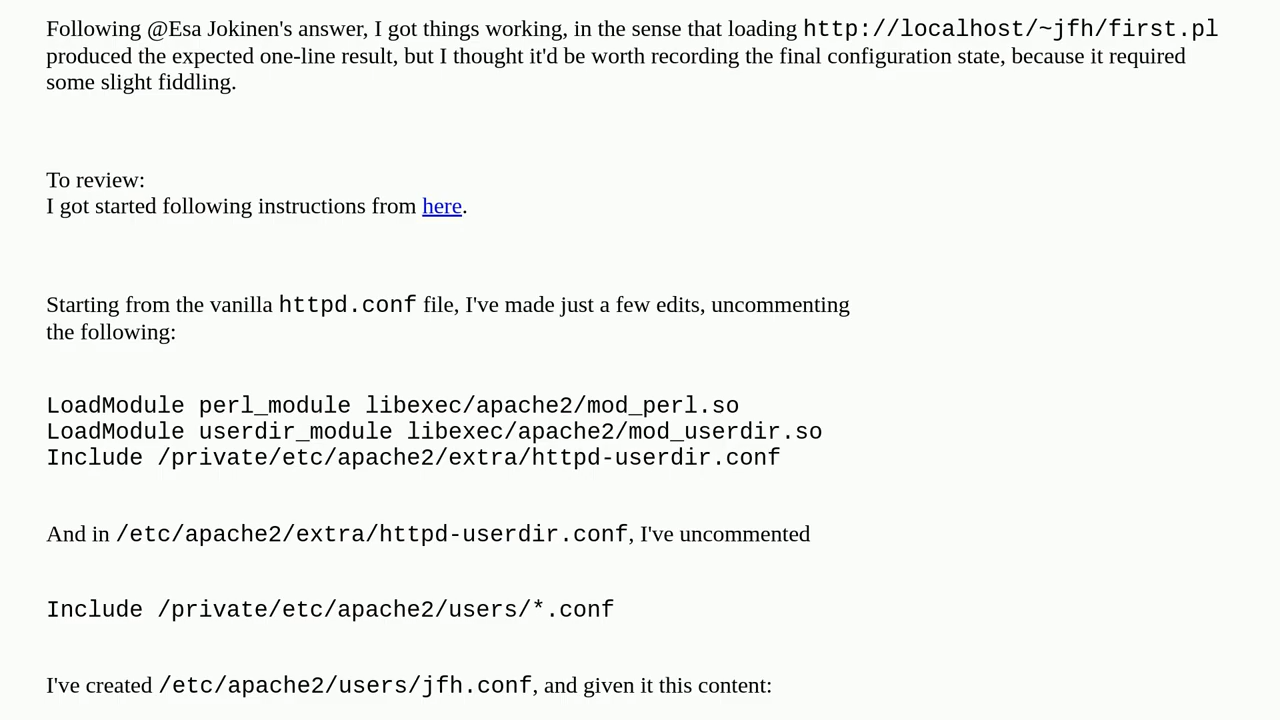 Following @Esa Jokinen's answer, I got things working, in the sense that loading http://localhost/~jfh/first.pl
produced the expected one-line result, but I thought it'd be worth recording the final configuration state, because it required
some slight fiddling.
To review:
I got started following instructions from here.
Starting from the vanilla httpd.conf file, I've made just a few edits, uncommenting
the following:
LoadModule perl_module libexec/apache2/mod_perl.so
LoadModule userdir_module libexec/apache2/mod_userdir.so
Include /private/etc/apache2/extra/httpd-userdir.conf
And in /etc/apache2/extra/httpd-userdir.conf, I've uncommented
Include /private/etc/apache2/users/*.conf
I've created /etc/apache2/users/jfh.conf, and given it this content: